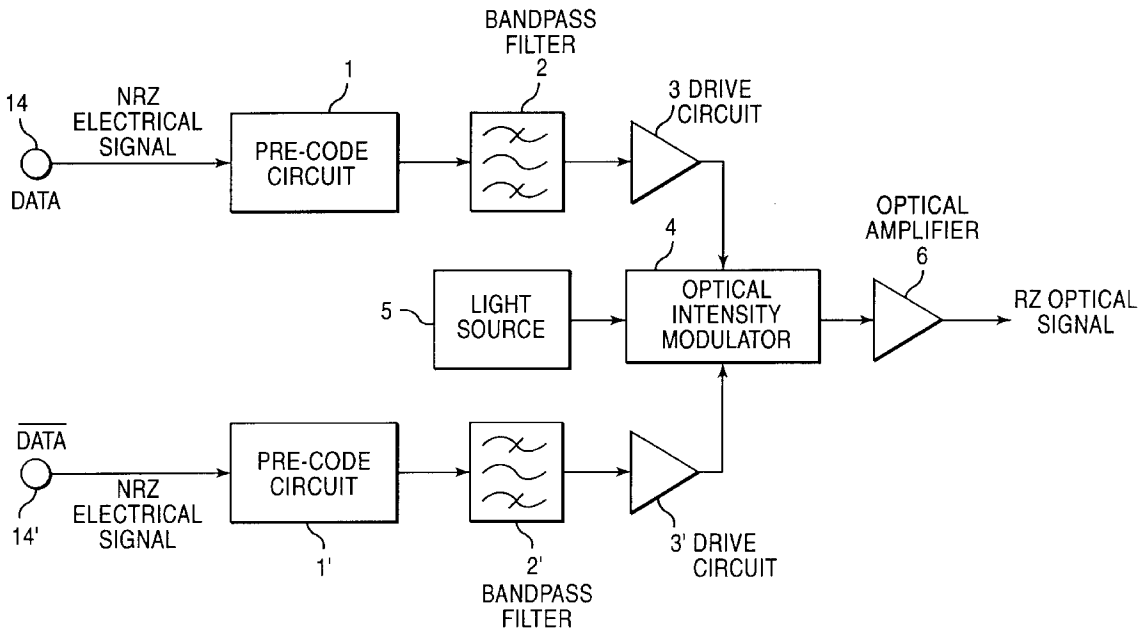 BANDPASS
FILTER
2
1
3 DRIVE
CIRCUIT
14
NRZ
ELECTRICAL
SIGNAL
PRE-CODE
CIRCUIT
DATA
OPTICAL
AMPLIFIER
6
4
5
LIGHT
SOURCE
OPTICAL
INTENSITY
MODULATOR
RZ OPTICAL
SIGNAL
DATA
PRE-CODE
CIRCUIT
14'
NRZ
ELECTRICAL
SIGNAL
1'
2'
BANDPASS
FILTER
3' DRIVE
CIRCUIT